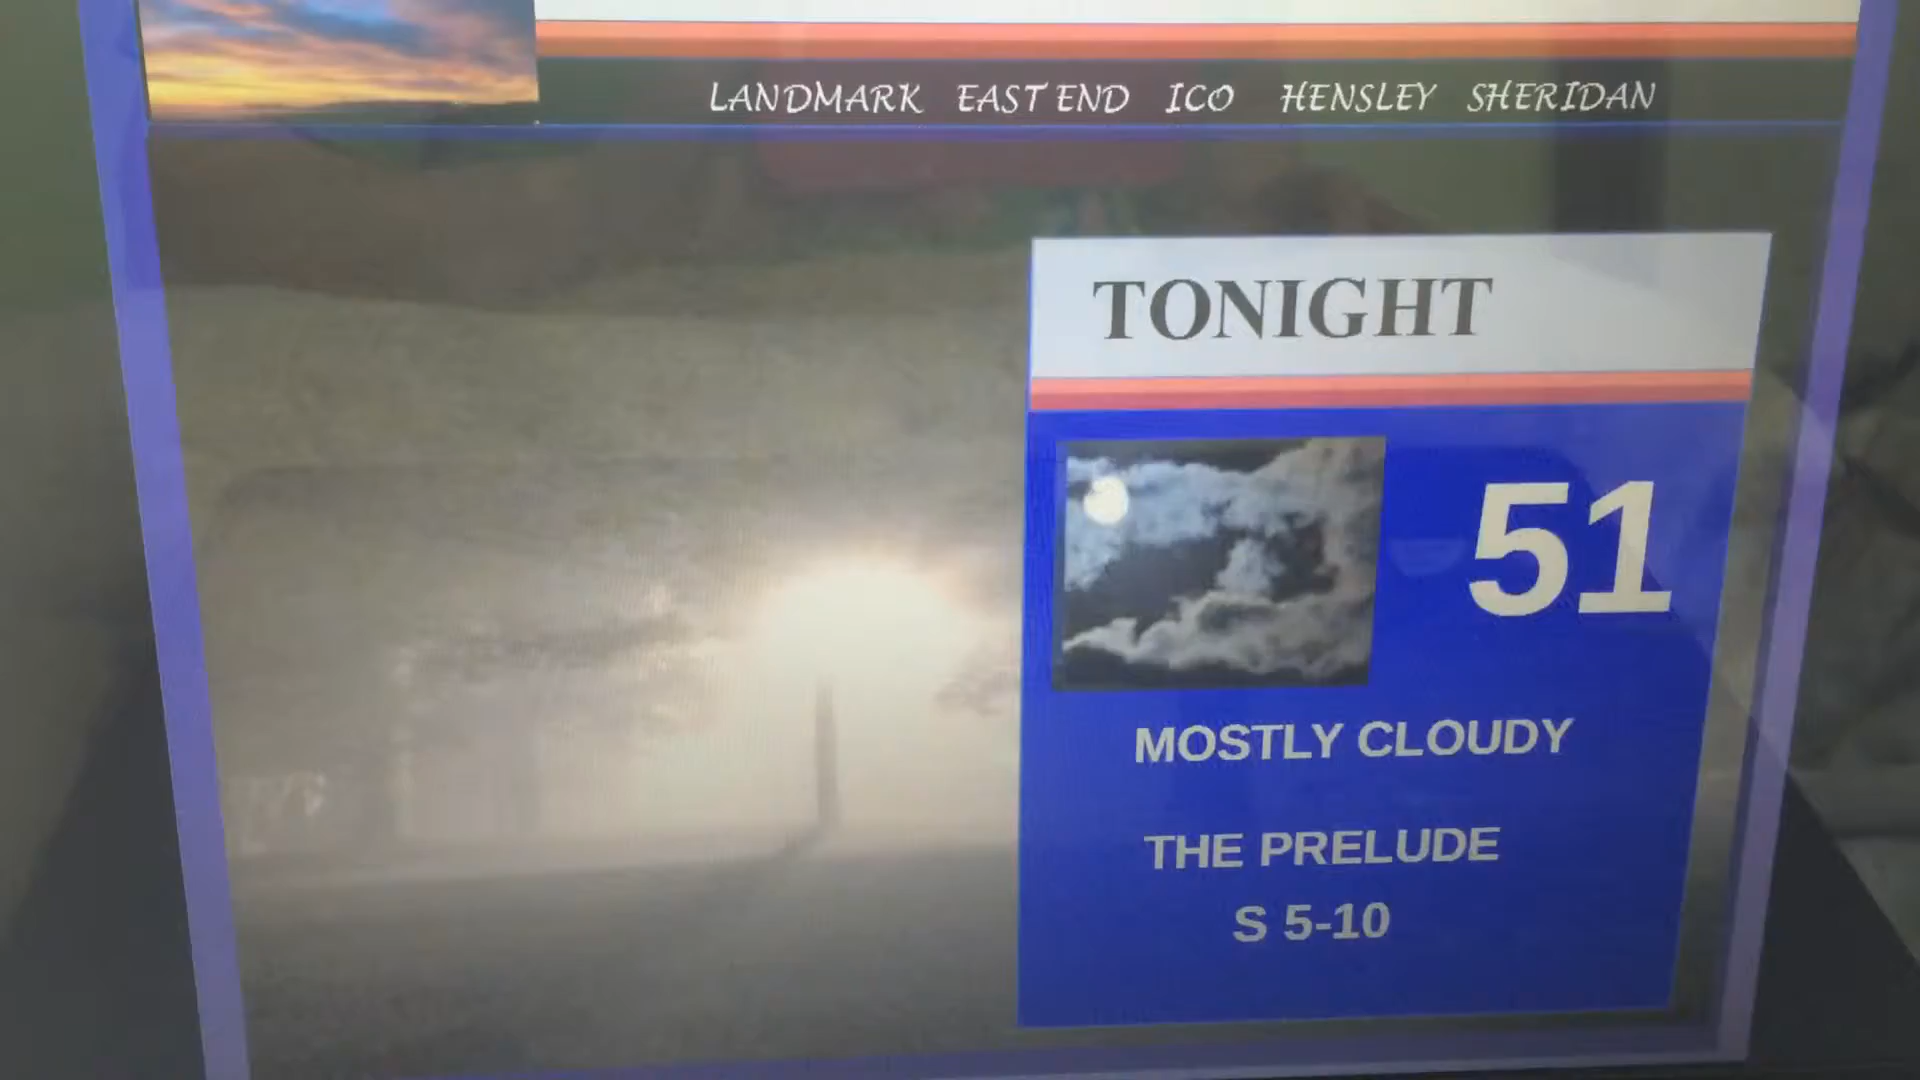 LANDMARK EAST END ICO HENSLEY SHERIDAN
TONIGHT
51
MOSTLY CLOUDY
THE PRELUDE
S 5-10